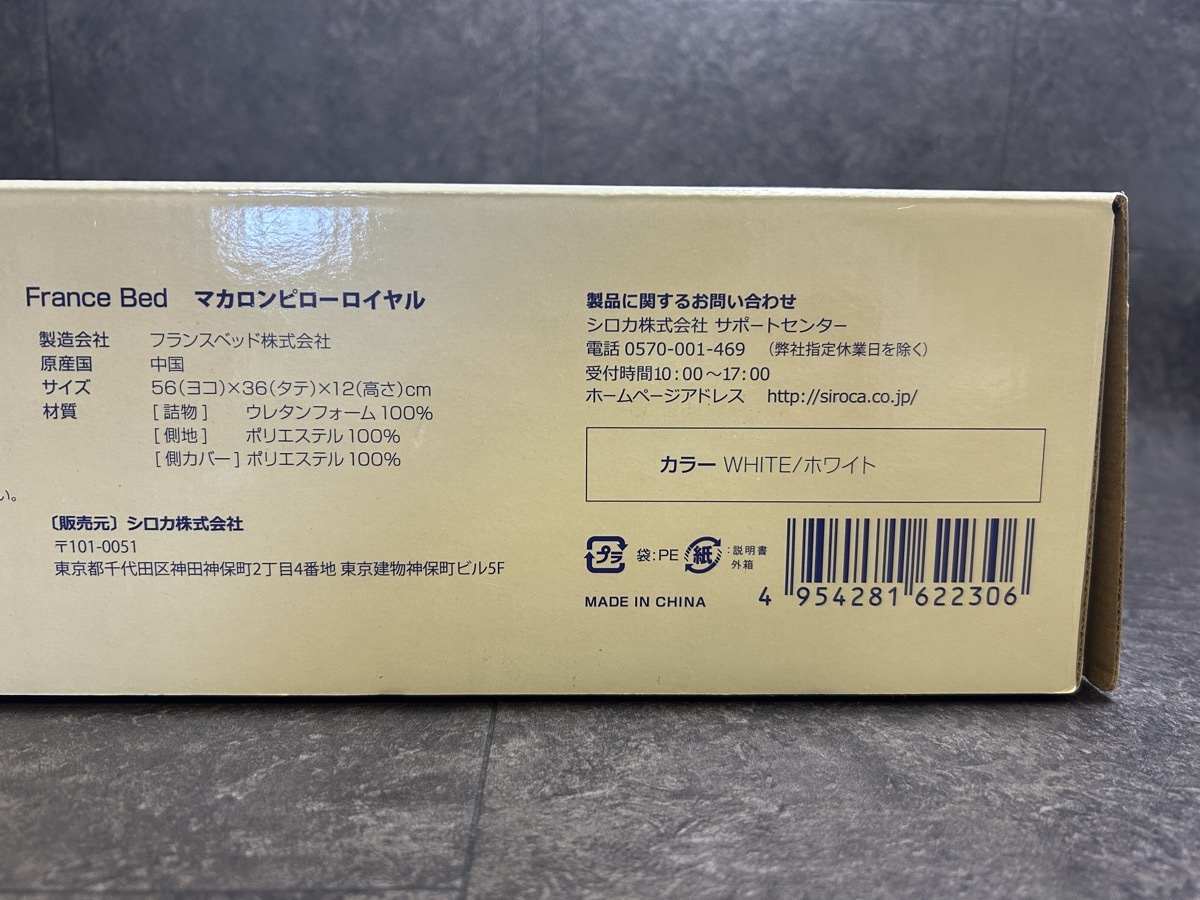 France Bed マカロンピローロイヤル
製造会社 フランスベッド株式会社
原産国 中国
サイズ 56(ヨコ)×36(タテ)×12(高さ)cm
材質 [詰物] ウレタンフォーム100%
[側地] ポリエステル100%
[側カバー] ポリエステル100%
い。
〔販売元〕シロカ株式会社
〒101-0051
東京都千代田区神田神保町2丁目4番地 東京建物神保町ビル5F
製品に関するお問い合わせ
シロカ株式会社 サポートセンター
電話 0570-001-469 (弊社指定休業日を除く)
受付時間10:00~17:00
ホームページアドレス http://siroca.co.jp/
カラー WHITE/ホワイト
プラ 袋:PE 紙 :説明書
外箱
MADE IN CHINA
4 954281 622306